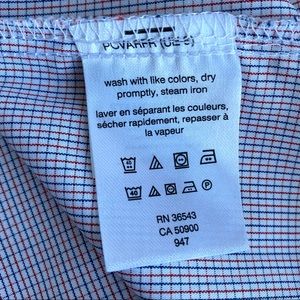 wash with like colors, dry
promptly, steam iron
laver en séparant les couleurs,
sécher rapidement, repasser à
la vapeur
RN 36543
CA 50900
947